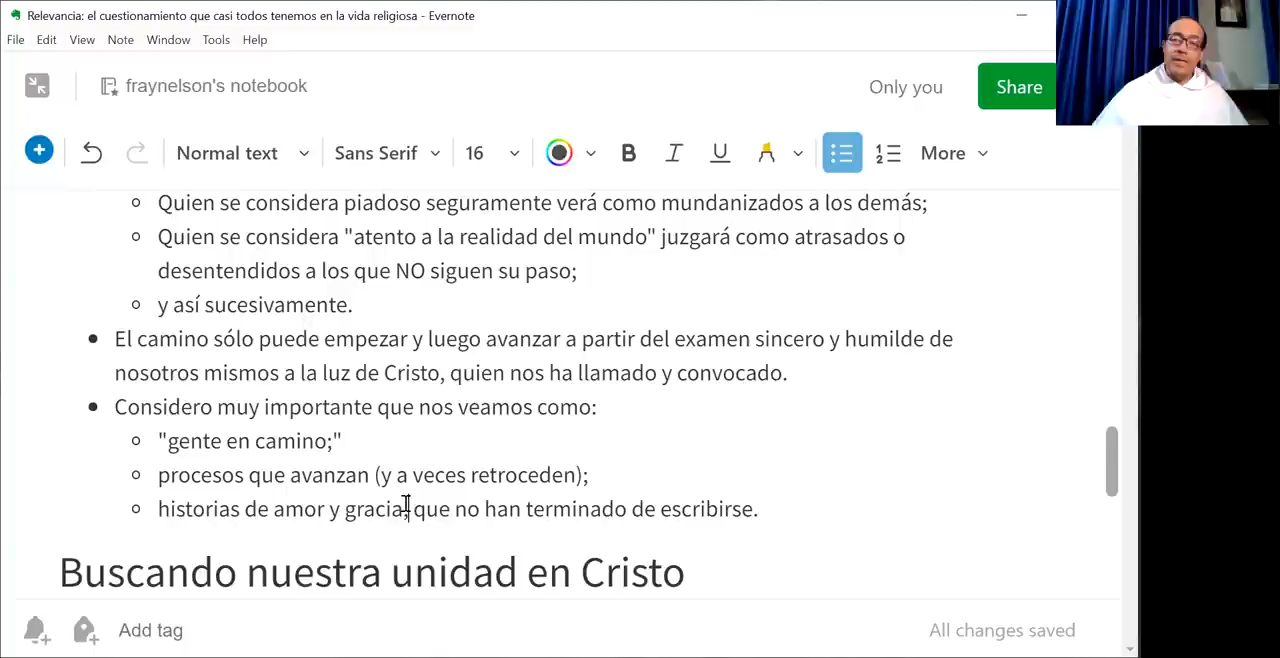 Relevancia: el cuestionamiento que casi todos tenemos en la vida religiosa - Evernote
File Edit View Note Window Tools Help
fraynelson's notebook
Only you
Share
Normal text
Sans Serif
16
B I U
More
Quien se considera piadoso seguramente verá como mundanizados a los demás;
Quien se considera "atento a la realidad del mundo" juzgará como atrasados o
desentendidos a los que NO siguen su paso;
y así sucesivamente.
El camino sólo puede empezar y luego avanzar a partir del examen sincero y humilde de
nosotros mismos a la luz de Cristo, quien nos ha llamado y convocado.
Considero muy importante que nos veamos como:
"gente en camino;"
procesos que avanzan (y a veces retroceden);
historias de amor y gracia, que no han terminado de escribirse.
Buscando nuestra unidad en Cristo
Add tag
All changes saved